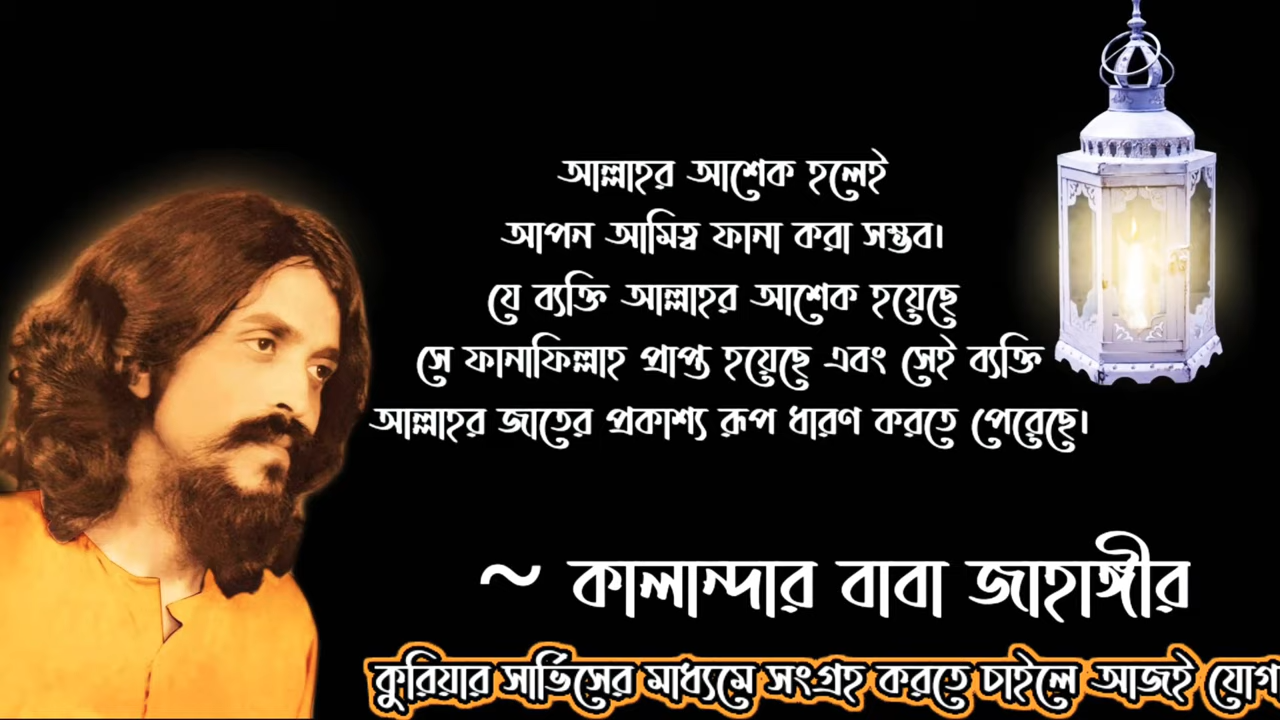 আল্লাহর আশেক হলেই
আপন আমিত্ব ফানা করা সম্ভব।
যে ব্যক্তি আল্লাহর আশেক হয়েছে
সে ফানাফিল্লাহ প্রাপ্ত হয়েছে এবং সেই ব্যক্তি
আল্লাহর জাতের প্রকাশ্য রূপ ধারণ করতে পেরেছে।
~ কালান্দার বাবা জাহাঙ্গীর
কুরিয়ার সার্ভিসের মাধ্যমে সংগ্রহ করতে চাইলে আজই যোগ